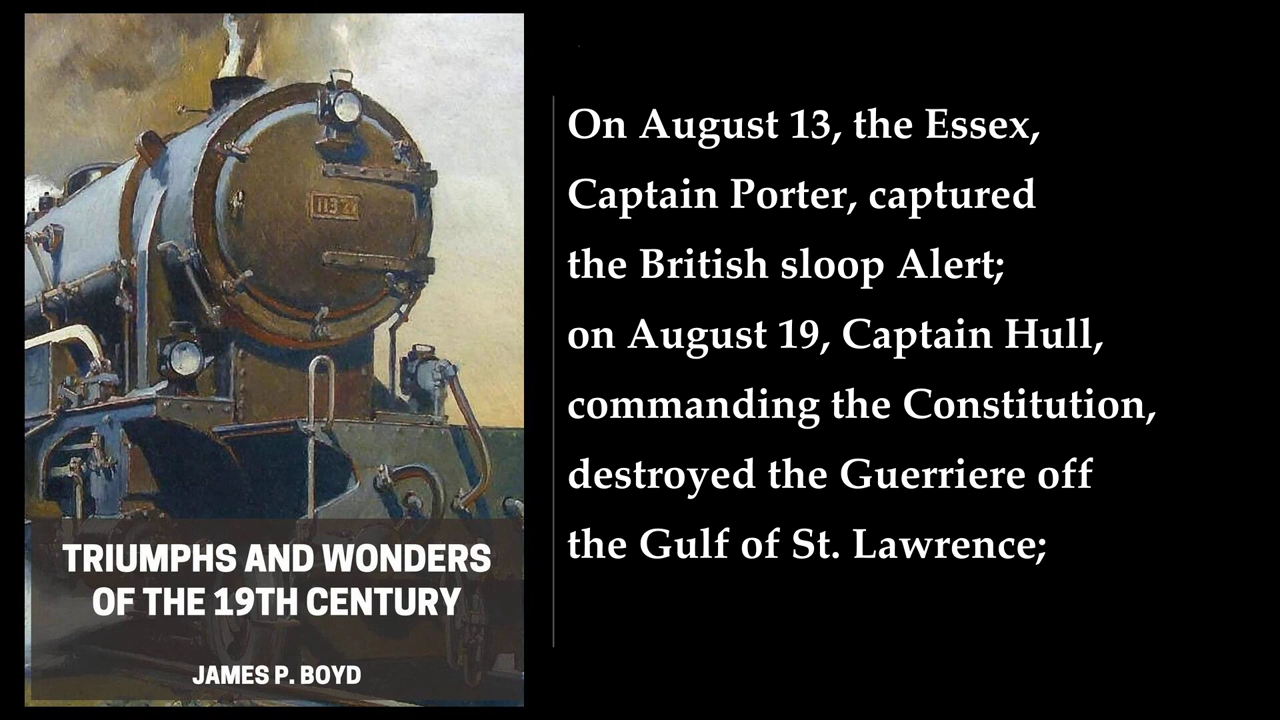 1132
TRIUMPHS AND WONDERS
OF THE 19TH CENTURY
JAMES P. BOYD
On August 13, the Essex,
Captain Porter, captured
the British sloop Alert;
on August 19, Captain Hull,
commanding the Constitution,
destroyed the Guerriere off
the Gulf of St. Lawrence;